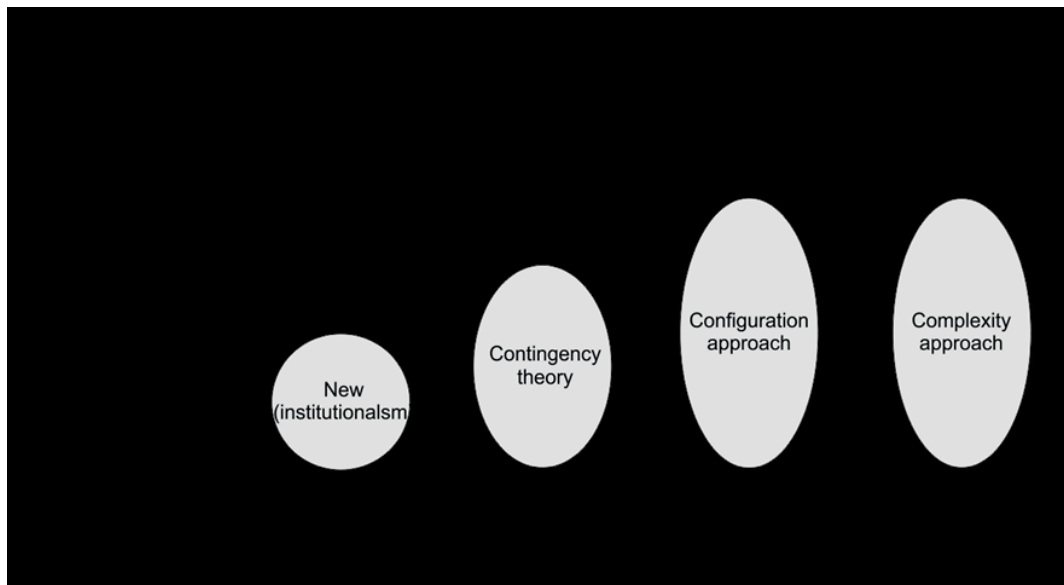 New
(institutionalsm
Contingency
theory
Configuration
approach
Complexity
approach